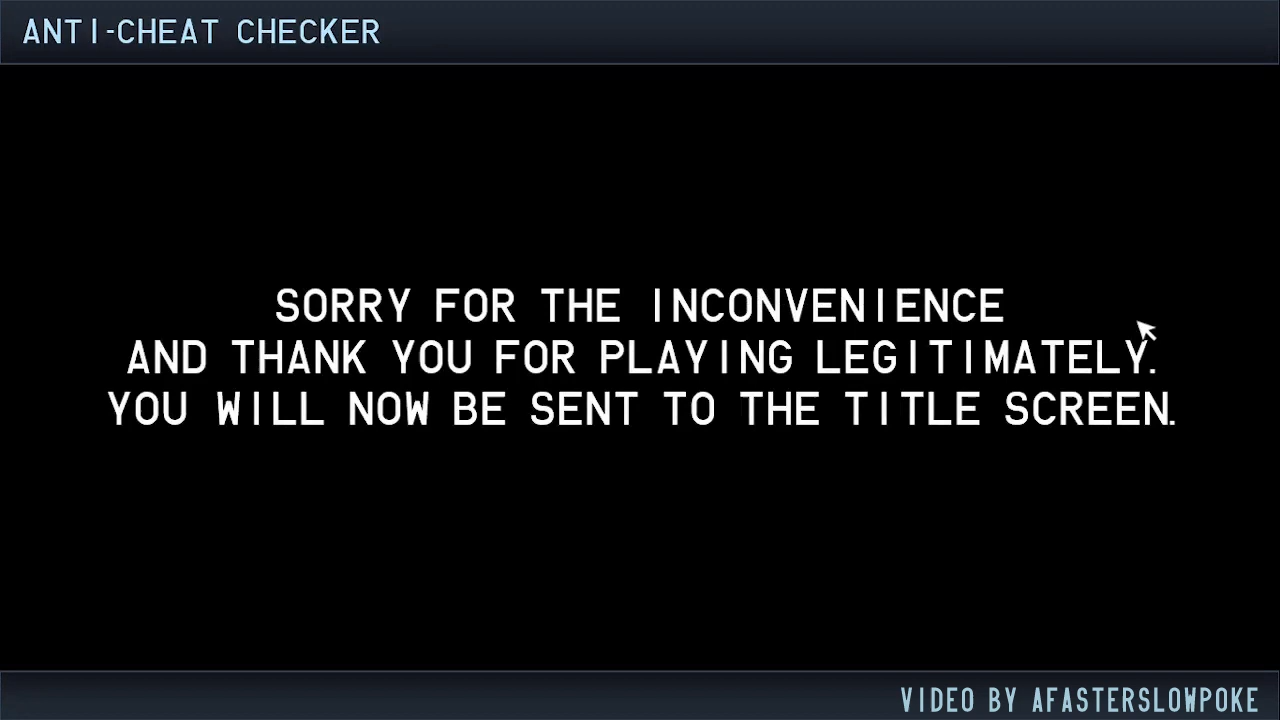 ANTI-CHEAT CHECKER
SORRY FOR THE INCONVENIENCE
AND THANK YOU FOR PLAYING LEGITIMATELY.
YOU WILL NOW BE SENT TO THE TITLE SCREEN.
VIDEO BY AFASTERSLOWPOKE